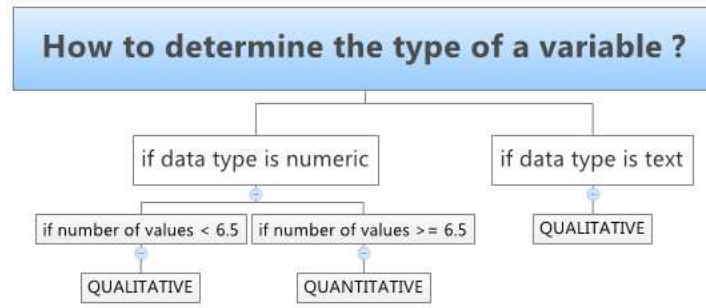 How to determine the type of a variable ?
if data type is numeric
if data type is text
if number of values < 6.5
if number of values >= 6.5
QUALITATIVE
QUALITATIVE
QUANTITATIVE